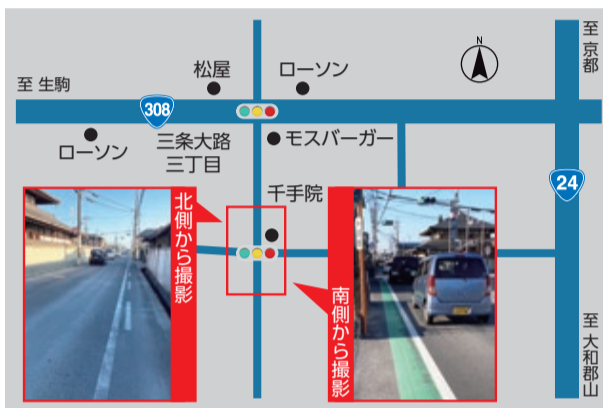 N
至 京都
松屋
ローソン
至 生駒
308
三条大路
三丁目
モスバーガー
ローソン
24
千手院
北側から撮影
南側から撮影
至 大和郡山